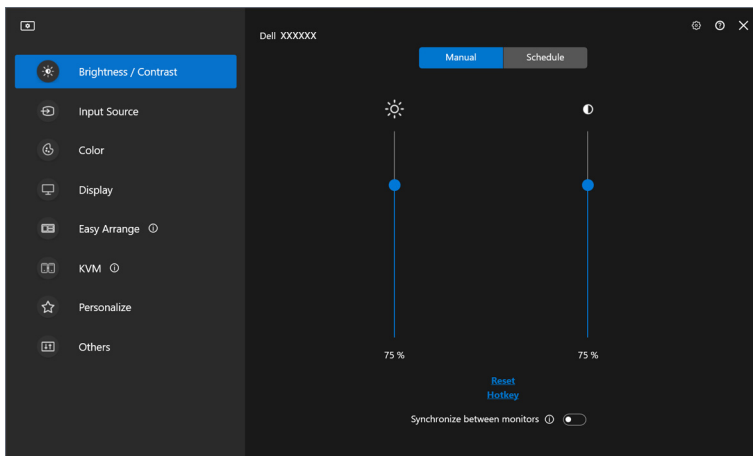 Dell XXXXXX
Manual
Schedule
Brightness / Contrast
Input Source
Color
Display
Easy Arrange
KVM
Personalize
Others
75 %
75 %
Reset
Hotkey
Synchronize between monitors